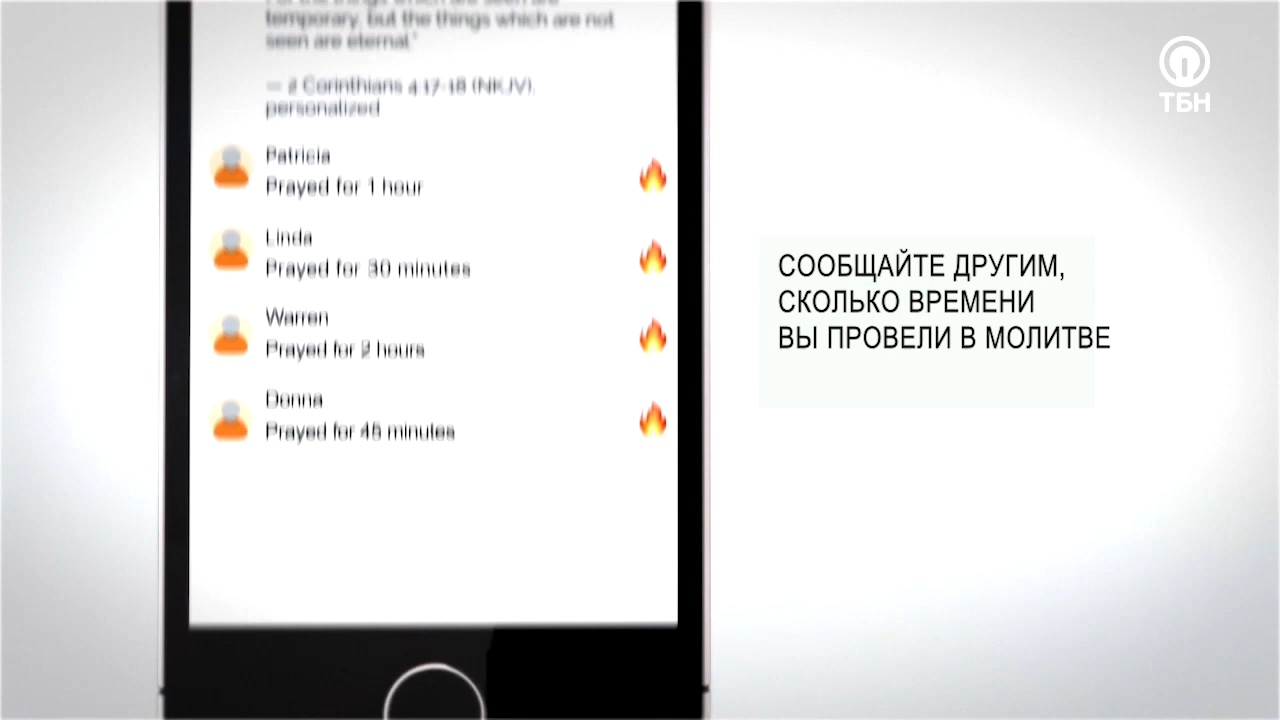 For the things which are seen are
temporary, but the things which are not
seen are eternal."
— 2 Corinthians 4:17-18 (NKJV),
personalized
Patricia
Prayed for 1 hour
Linda
Prayed for 30 minutes
Warren
Prayed for 2 hours
Donna
Prayed for 45 minutes
СООБЩАЙТЕ ДРУГИМ,
СКОЛЬКО ВРЕМЕНИ
ВЫ ПРОВЕЛИ В МОЛИТВЕ
ТБН